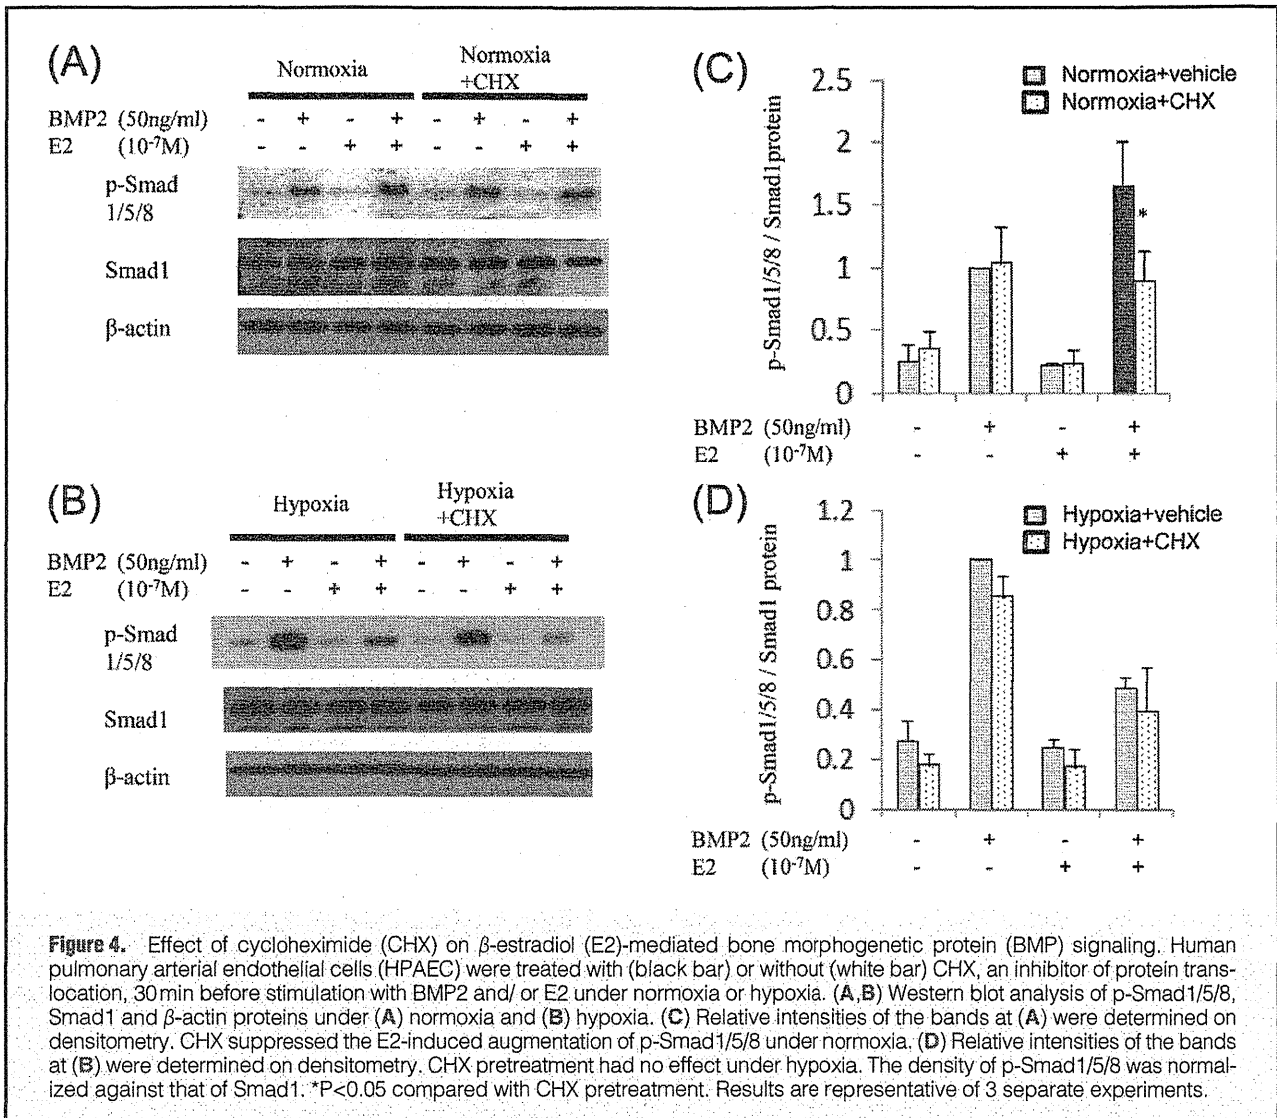 (A)
Normoxia
Normoxia
+CHX
BMP2 (50ng/ml) - + - + - + - +
E2 (10-7M) - - + + - - + +
p-Smad
1/5/8
Smad1
β-actin
(C)
Normoxia+vehicle
Normoxia+CHX
p-Smad1/5/8 / Smad1protein
2.5
2
1.5
1
0.5
0
*
BMP2 (50ng/ml) - + - +
E2 (10-7M) - - + +
(B)
Hypoxia
Hypoxia
+CHX
BMP2 (50ng/ml) - + - + - + - +
E2 (10-7M) - - + + - - + +
p-Smad
1/5/8
Smad1
β-actin
(D)
Hypoxia+vehicle
Hypoxia+CHX
p-Smad1/5/8 / Smad1 protein
1.2
1
0.8
0.6
0.4
0.2
0
BMP2 (50ng/ml) - + - +
E2 (10-7M) - - + +
Figure 4. Effect of cycloheximide (CHX) on β-estradiol (E2)-mediated bone morphogenetic protein (BMP) signaling. Human
pulmonary arterial endothelial cells (HPAEC) were treated with (black bar) or without (white bar) CHX, an inhibitor of protein trans-
location, 30 min before stimulation with BMP2 and/ or E2 under normoxia or hypoxia. (A,B) Western blot analysis of p-Smad1/5/8,
Smad1 and β-actin proteins under (A) normoxia and (B) hypoxia. (C) Relative intensities of the bands at (A) were determined on
densitometry. CHX suppressed the E2-induced augmentation of p-Smad1/5/8 under normoxia. (D) Relative intensities of the bands
at (B) were determined on densitometry. CHX pretreatment had no effect under hypoxia. The density of p-Smad1/5/8 was normal-
ized against that of Smad1. *P<0.05 compared with CHX pretreatment. Results are representative of 3 separate experiments.